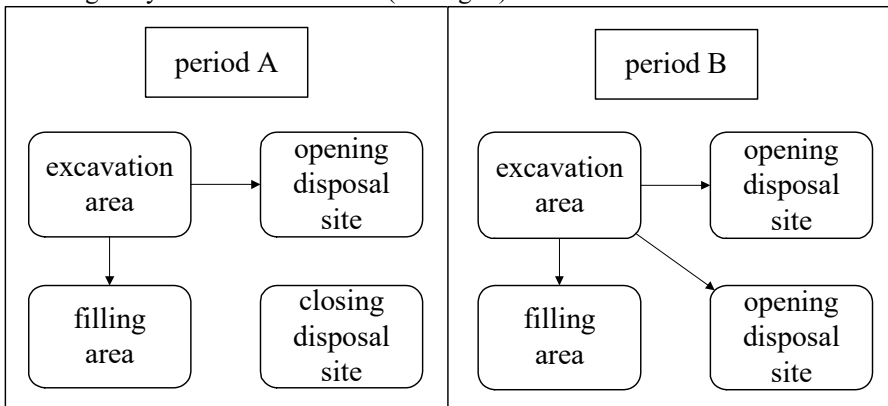 period A
excavation
area
opening
disposal
site
filling
area
closing
disposal
site
period B
excavation
area
opening
disposal
site
filling
area
opening
disposal
site